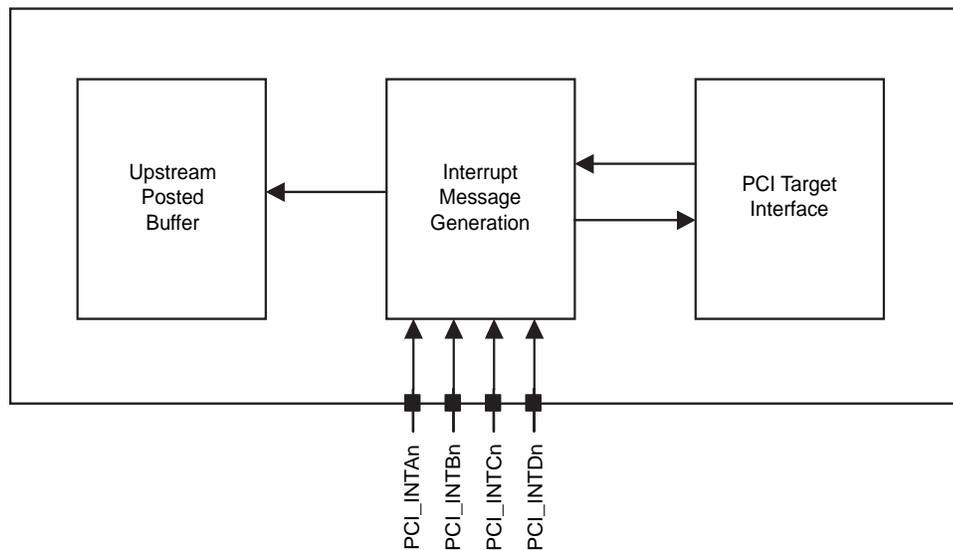 Upstream
Posted
Buffer
Interrupt
Message
Generation
PCI Target
Interface
PCI_INTAn
PCI_INTBn
PCI_INTCn
PCI_INTDn